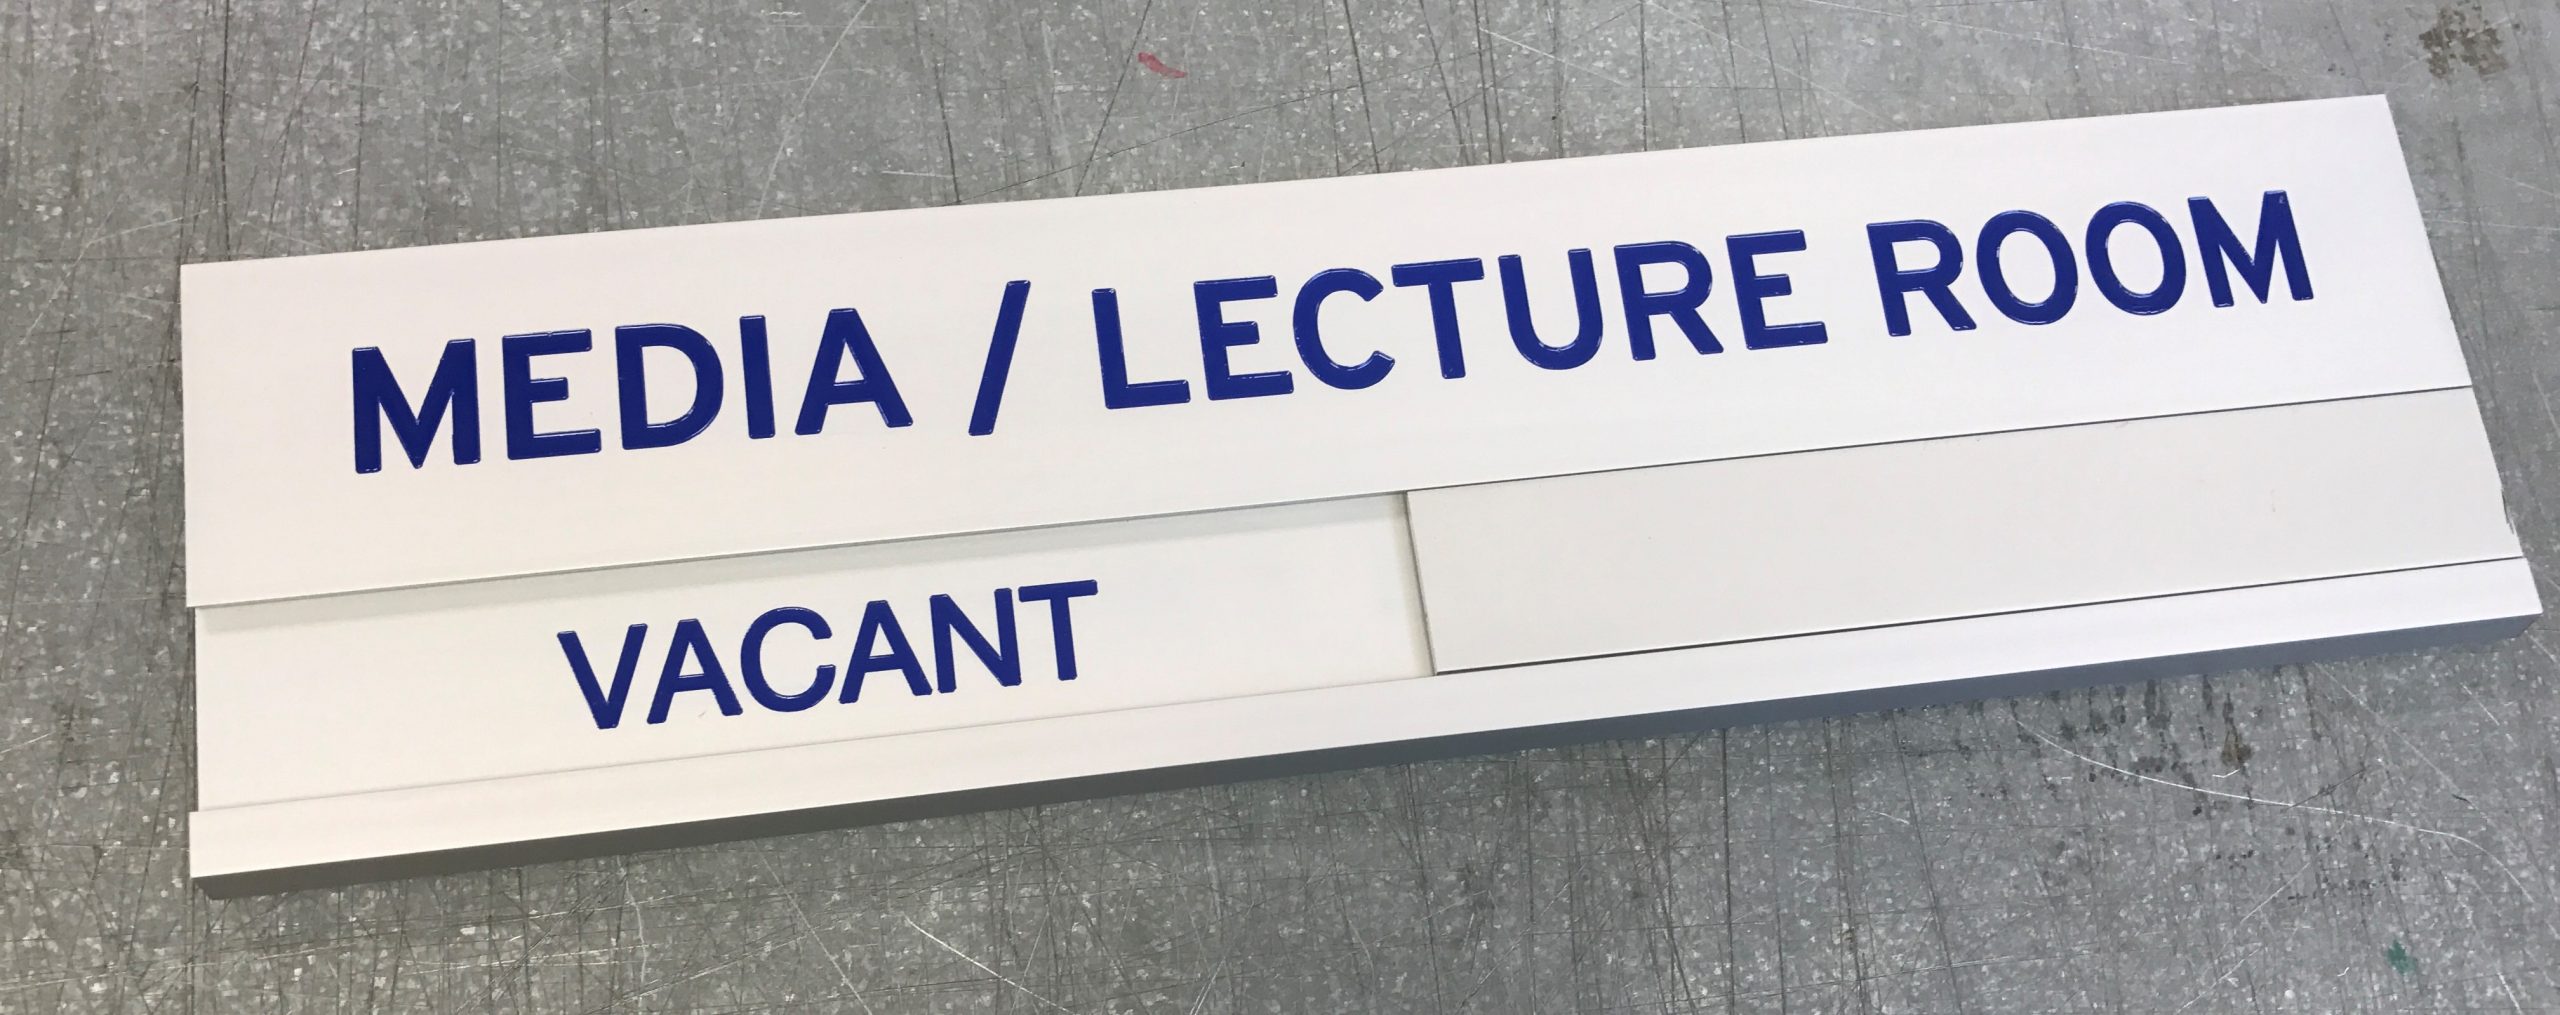 MEDIA / LECTURE ROOM
VACANT